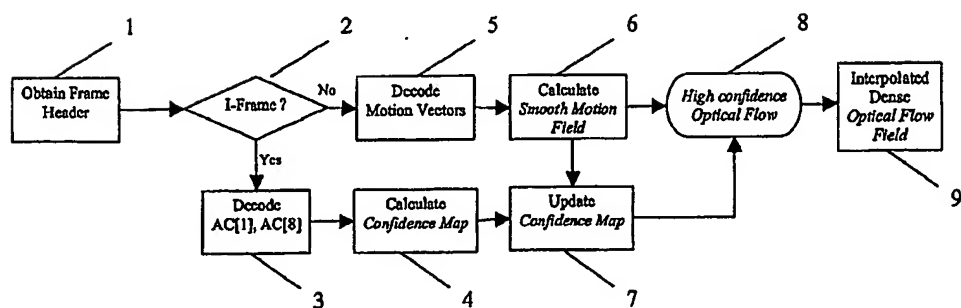 1
2
5
6
8
Obtain Frame
Header
I-Frame ?
No
Decode
Motion Vectors
Calculate
Smooth Motion
Field
High confidence
Optical Flow
Interpolated
Dense
Optical Flow
Field
Yes
9
Decode
AC[1], AC[8]
Calculate
Confidence Map
Update
Confidence Map
3
4
7